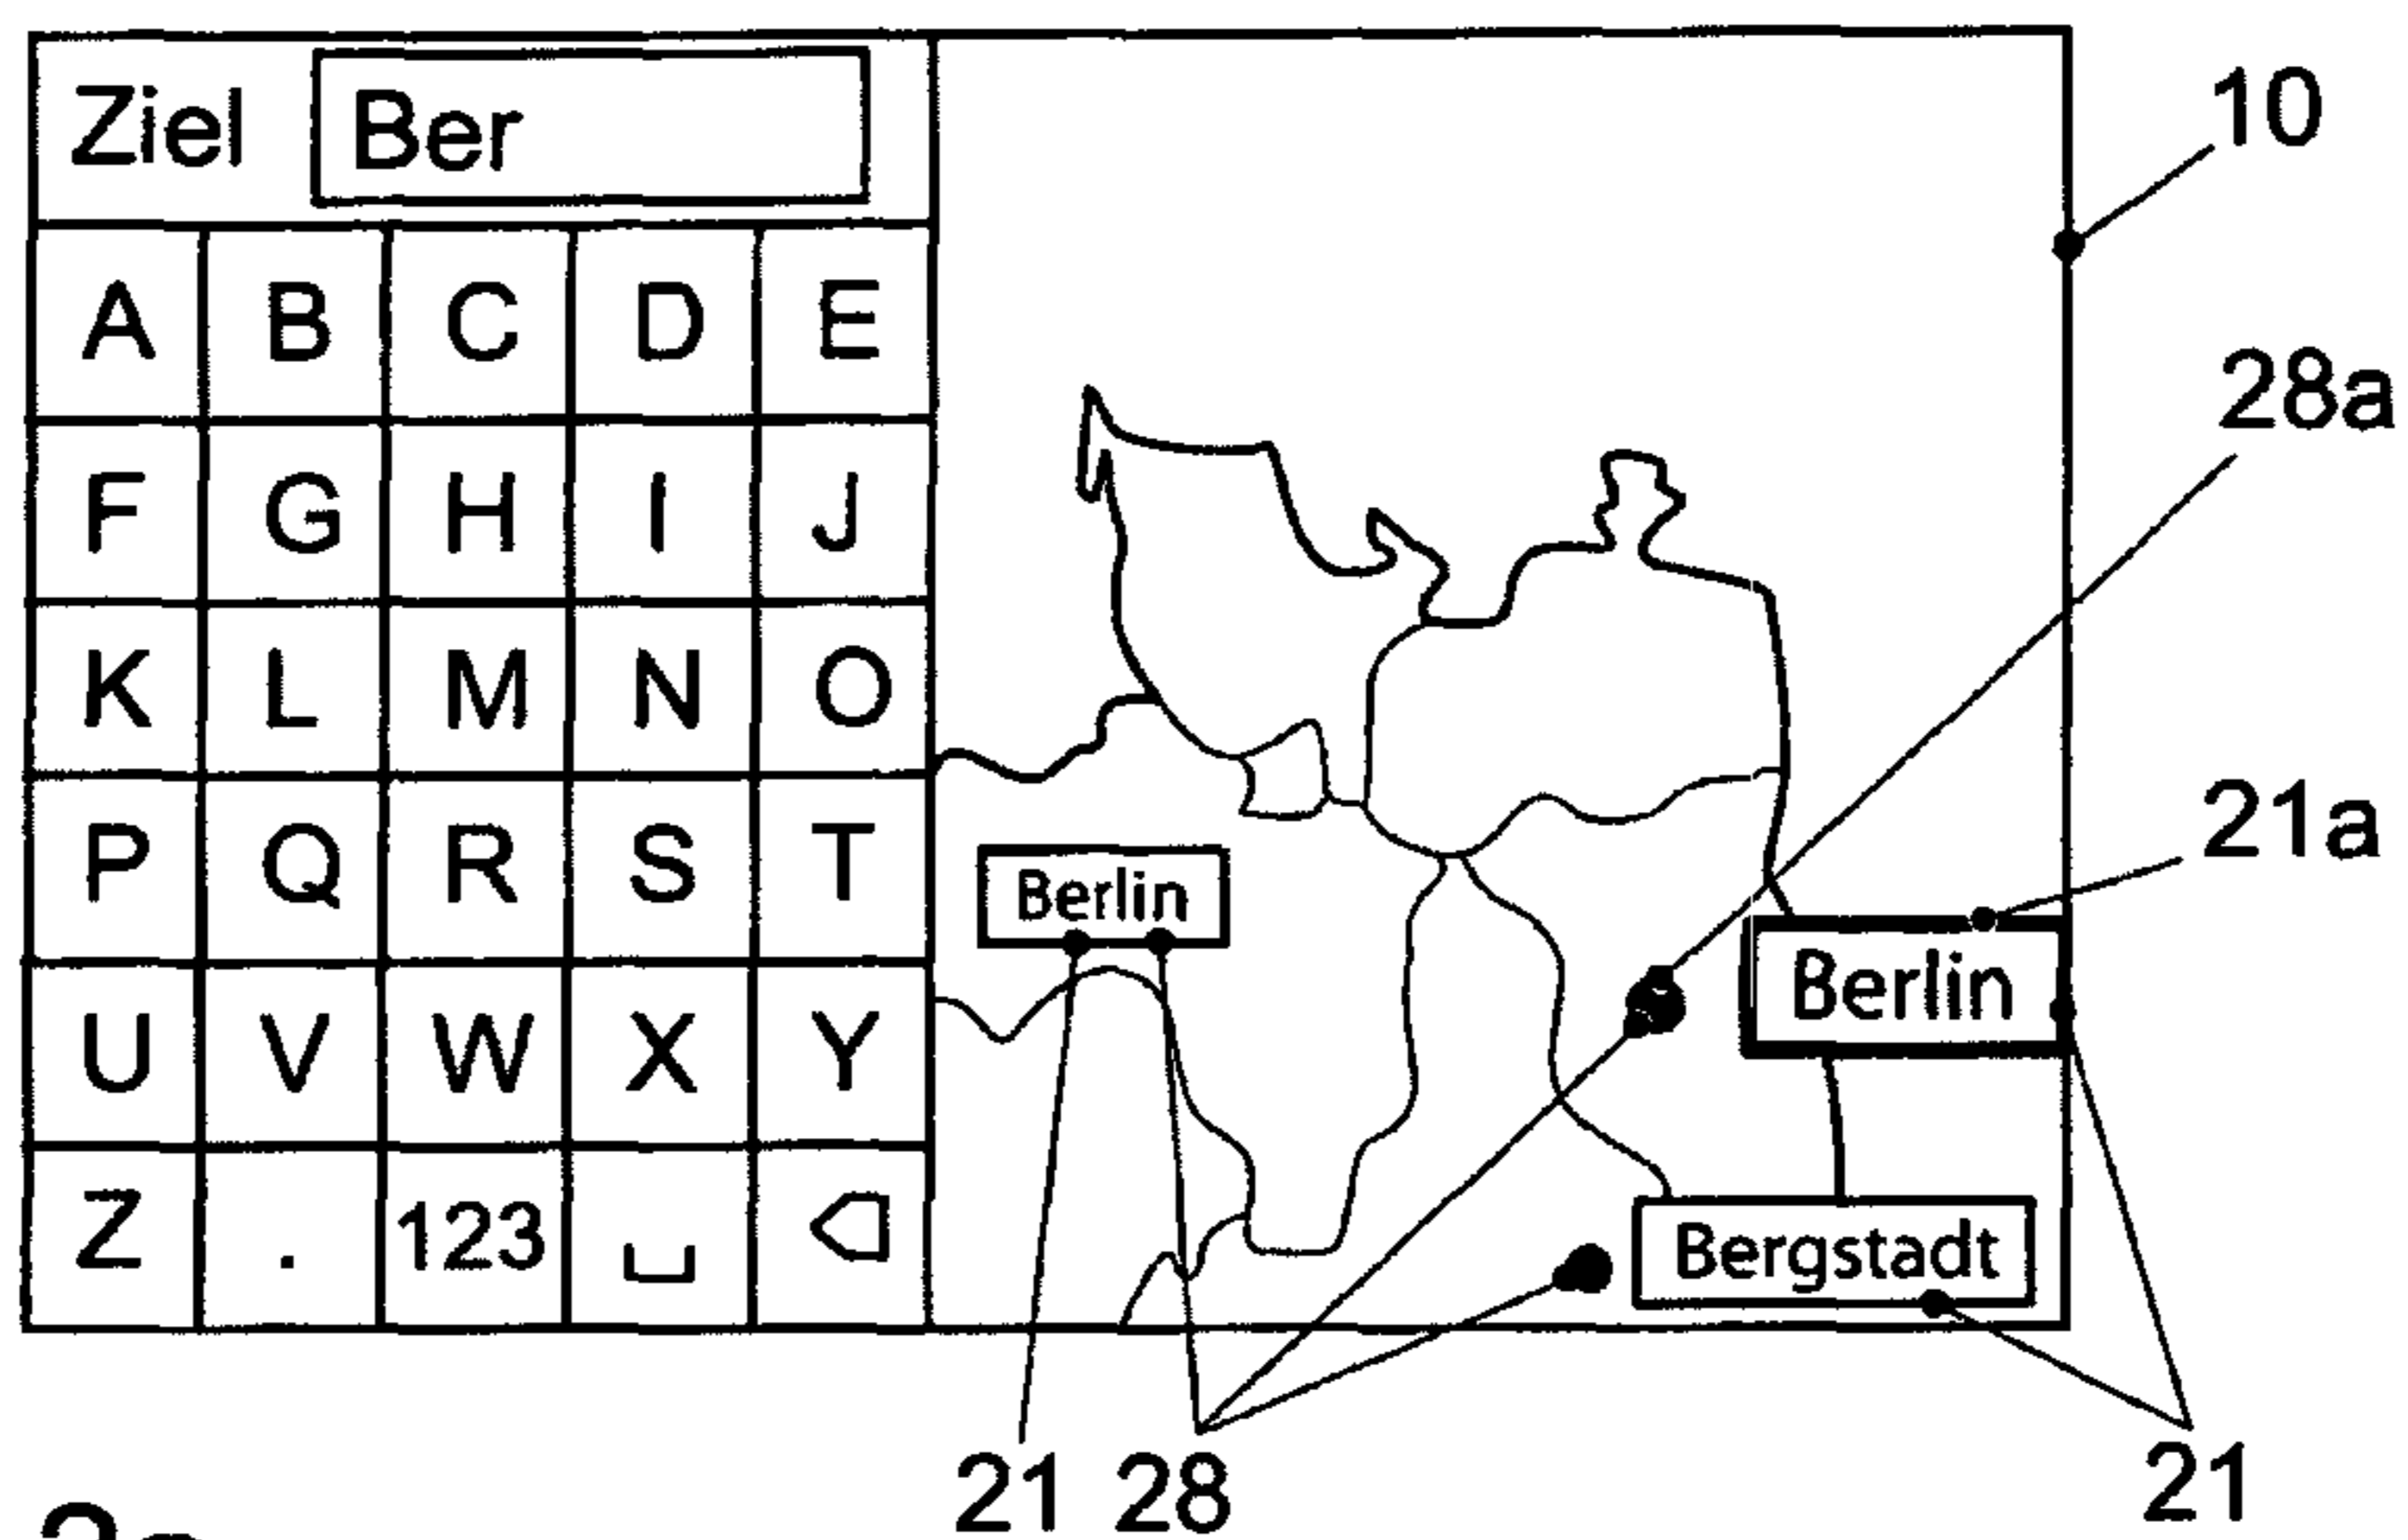 Ziel Ber
A B C D E
F G H I J
K L M N O
P Q R S T
U V W X Y
Z . 123 ␣
10
28a
21a
Berlin
Berlin
Bergstadt
21 28
21